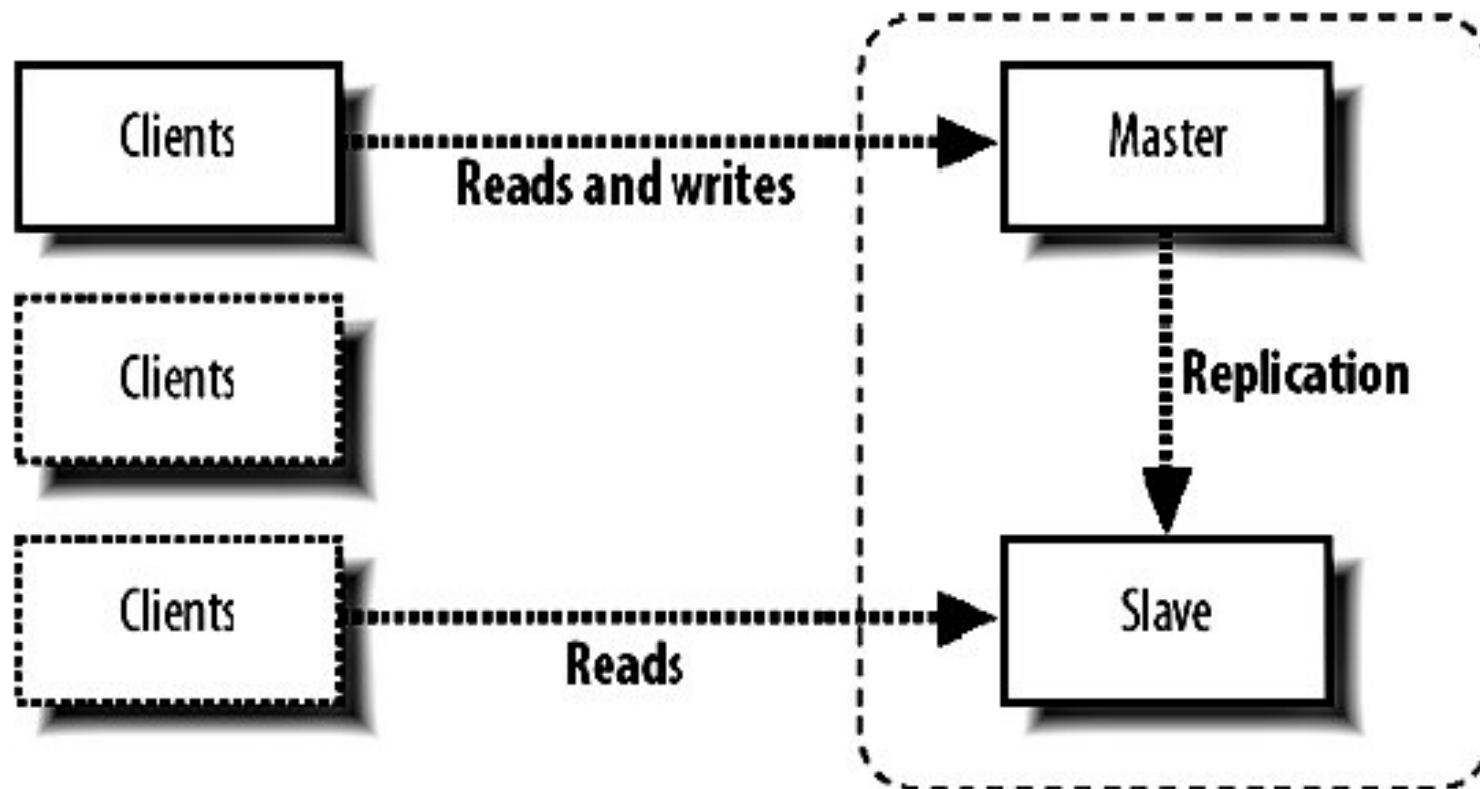 Clients
Master
Reads and writes
Clients
Replication
Clients
Slave
Reads